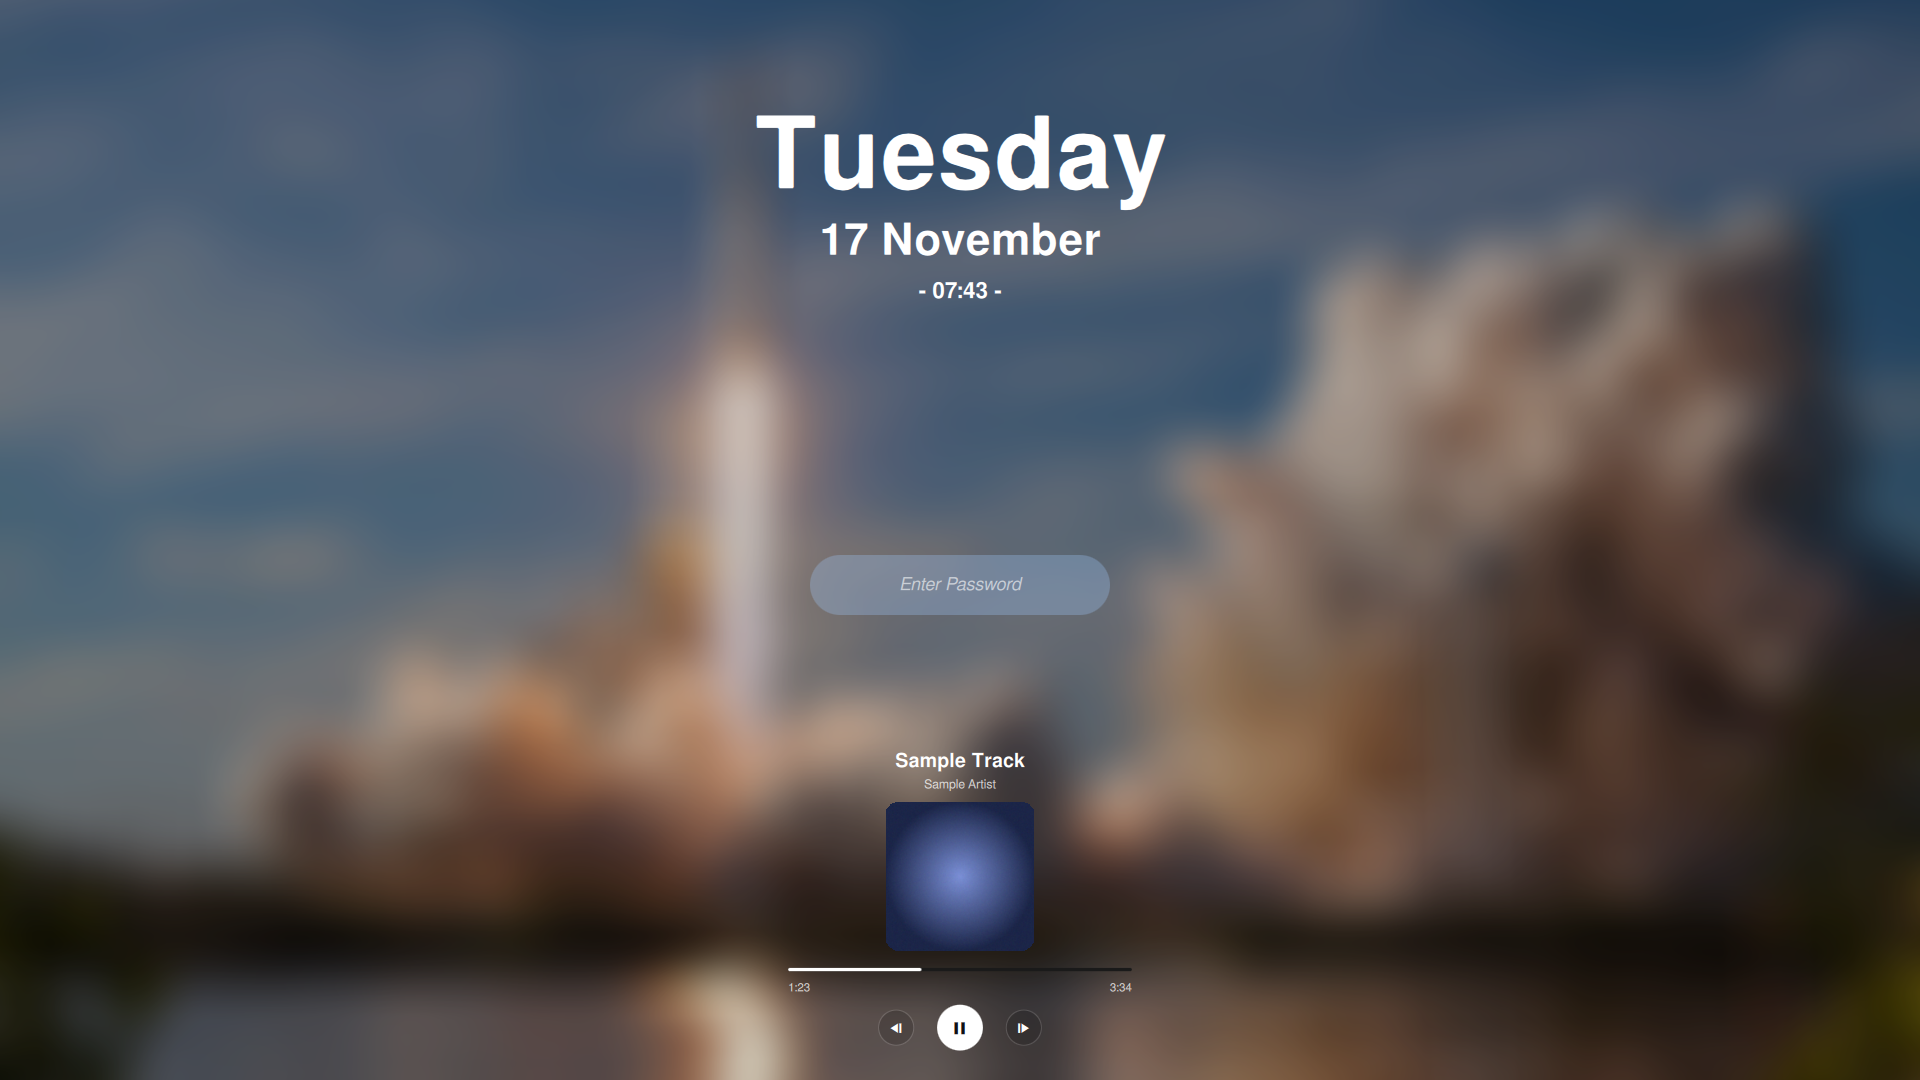 Tuesday
17 November
- 07:43 -
Enter Password
Sample Track
Sample Artist
1:23
3:34